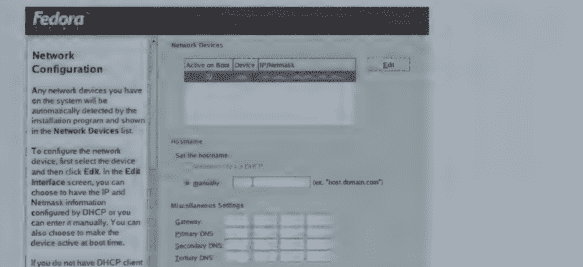 Fedora
Network
Configuration
Any network devices you have
on the system will be
automatically detected by the
installation program and shown
in the Network Devices list.
To configure the network
device, first select the device
and then click Edit. In the Edit
Interface screen, you can
choose to have the IP and
Netmask information
configured by DHCP or you
can enter it manually. You can
also choose to make the
device active at boot time.
If you do not have DHCP client
Network Devices
Active on Boot Device IP/Netmask
Edit
Hostname
Set the hostname:
DHCP
manually (ex. "host.domain.com")
Miscellaneous Settings
Gateway:
Primary DNS:
Secondary DNS:
Tertiary DNS: